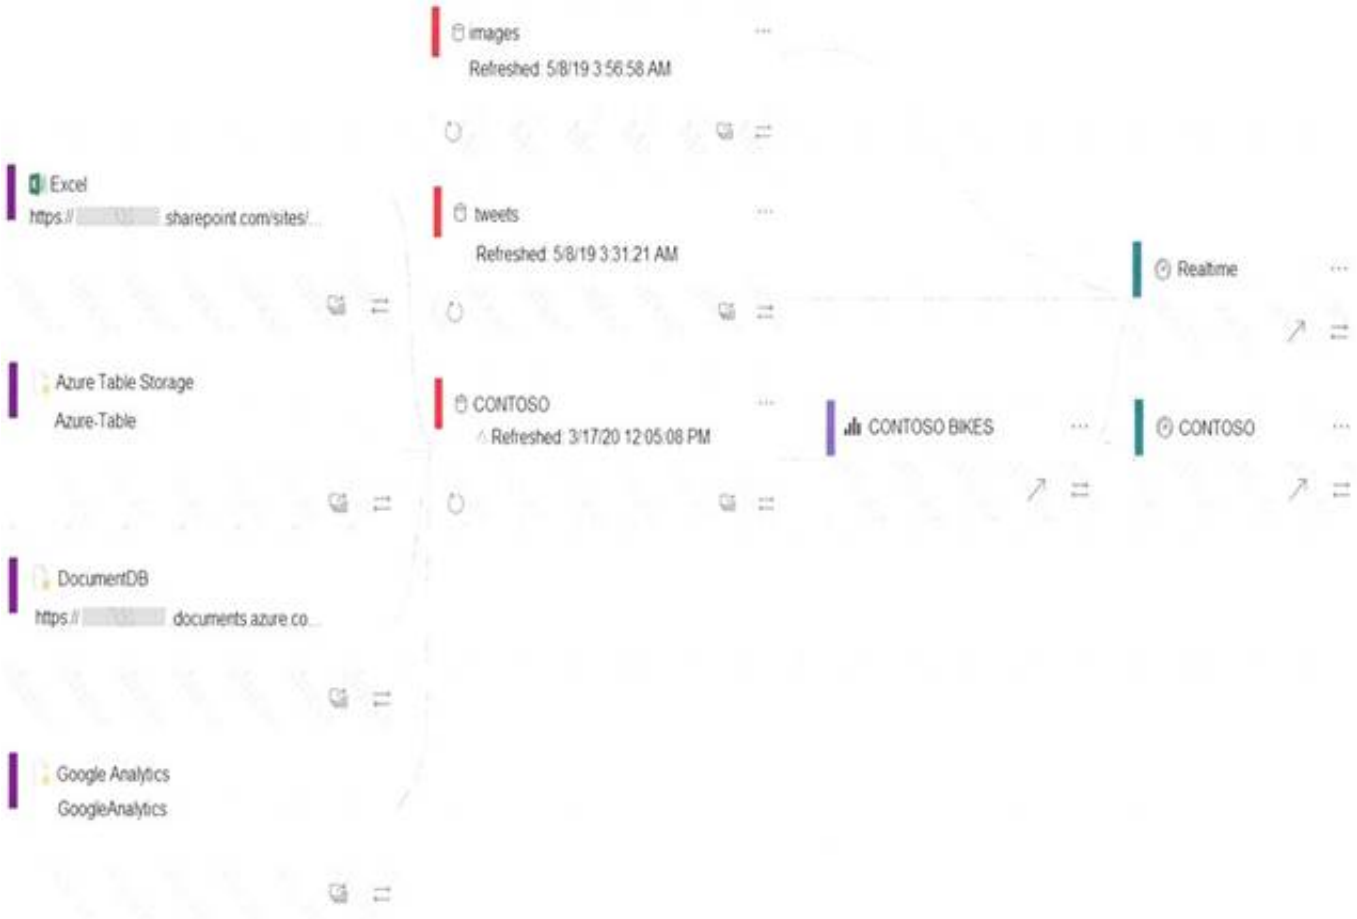 images
Refreshed: 5/8/19 3:56:58 AM
Excel
https:// sharepoint.com/sites/...
tweets
Refreshed: 5/8/19 3:31:21 AM
Realtime
Azure Table Storage
Azure-Table
CONTOSO
Refreshed: 3/17/20 12:05:08 PM
CONTOSO BIKES
CONTOSO
DocumentDB
https:// documents.azure.co...
Google Analytics
GoogleAnalytics